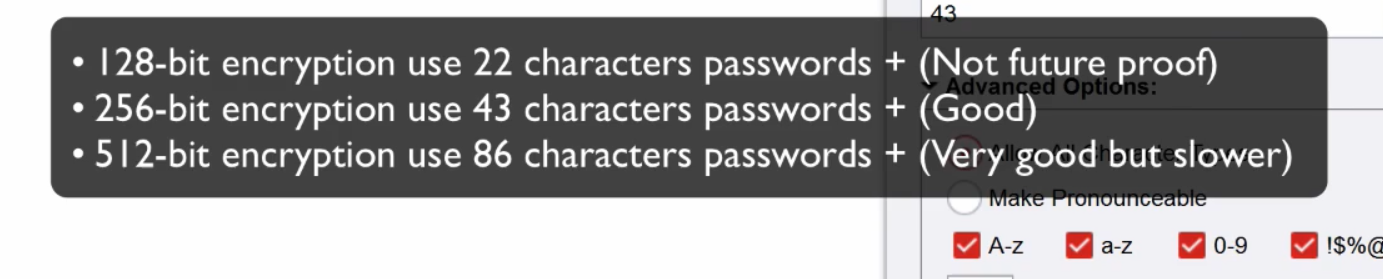 43
• 128-bit encryption use 22 characters passwords + (Not future proof)
Advanced Options:
• 256-bit encryption use 43 characters passwords + (Good)
• 512-bit encryption use 86 characters passwords + (Very good but slower)
Make Pronounceable
A-z a-z 0-9 !$%@